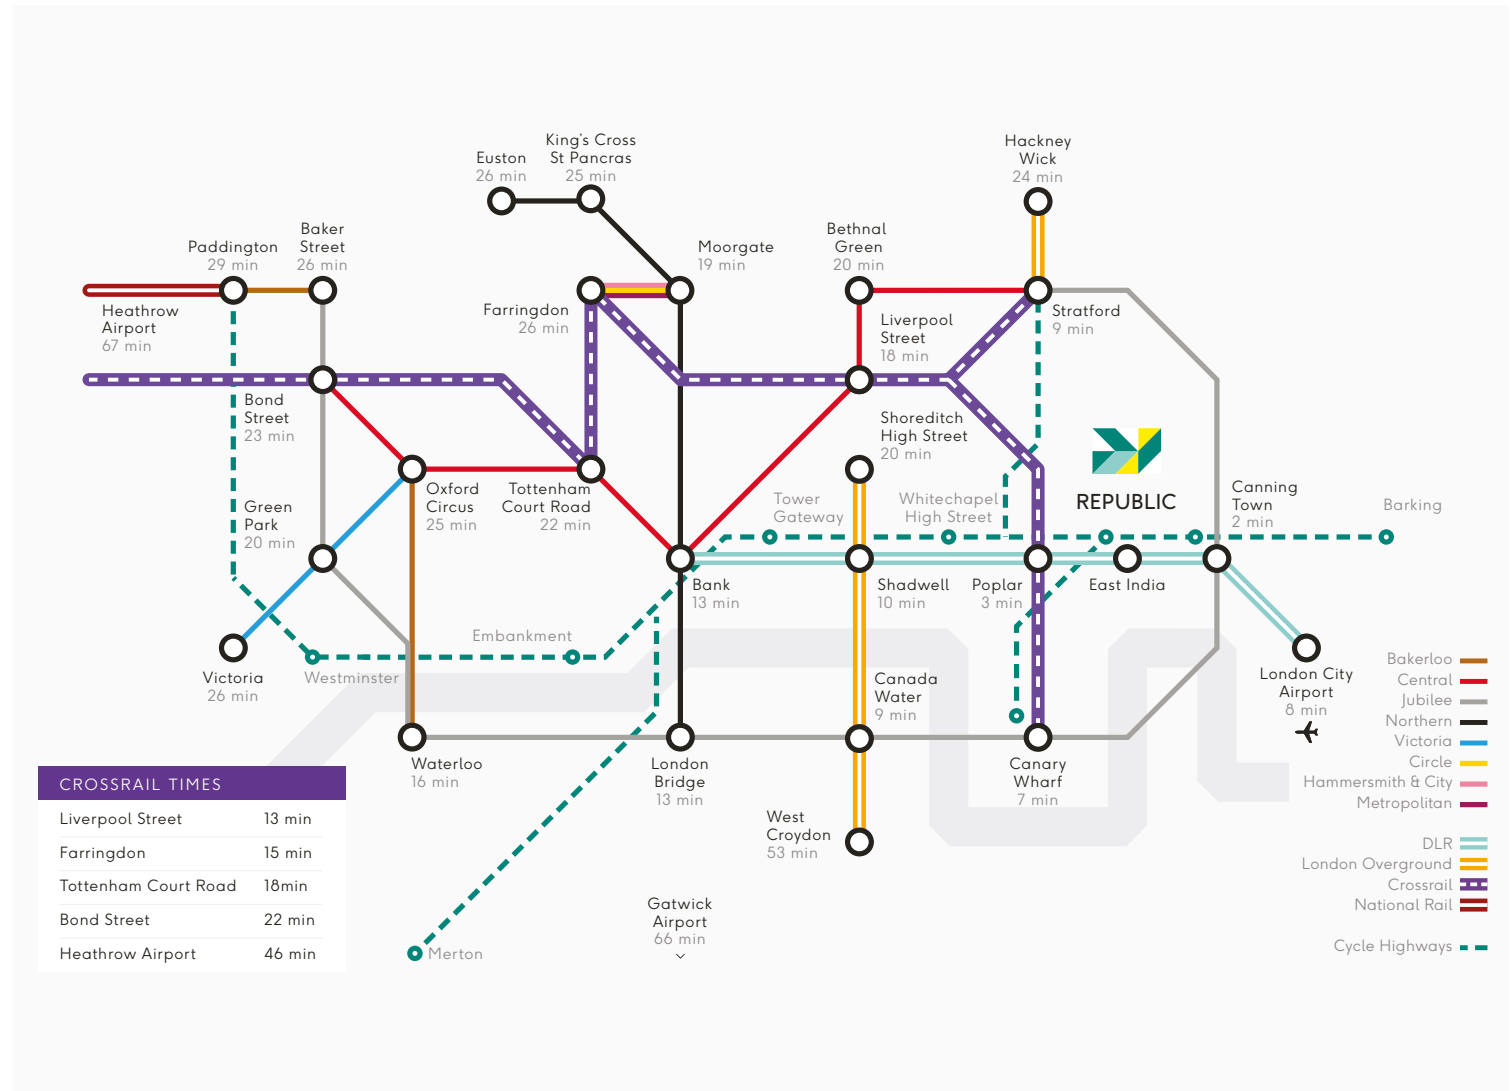 King's Cross
St Pancras
25 min
Euston
26 min
Hackney
Wick
24 min
Paddington
29 min
Baker
Street
26 min
Moorgate
19 min
Bethnal
Green
20 min
Heathrow
Airport
67 min
Farringdon
26 min
Liverpool
Street
18 min
Stratford
9 min
Bond
Street
23 min
Shoreditch
High Street
20 min
REPUBLIC
Green
Park
20 min
Oxford
Circus
25 min
Tottenham
Court Road
22 min
Tower
Gateway
Whitechapel
High Street
Canning
Town
2 min
Barking
Bank
13 min
Shadwell
10 min
Poplar
3 min
East India
Embankment
Westminster
Victoria
26 min
Canada
Water
9 min
London City
Airport
8 min
Waterloo
16 min
London
Bridge
13 min
Canary
Wharf
7 min
West
Croydon
53 min
Gatwick
Airport
66 min
Merton
CROSSRAIL TIMES
Liverpool Street 13 min
Farringdon 15 min
Tottenham Court Road 18min
Bond Street 22 min
Heathrow Airport 46 min
Bakerloo
Central
Jubilee
Northern
Victoria
Circle
Hammersmith & City
Metropolitan
DLR
London Overground
Crossrail
National Rail
Cycle Highways